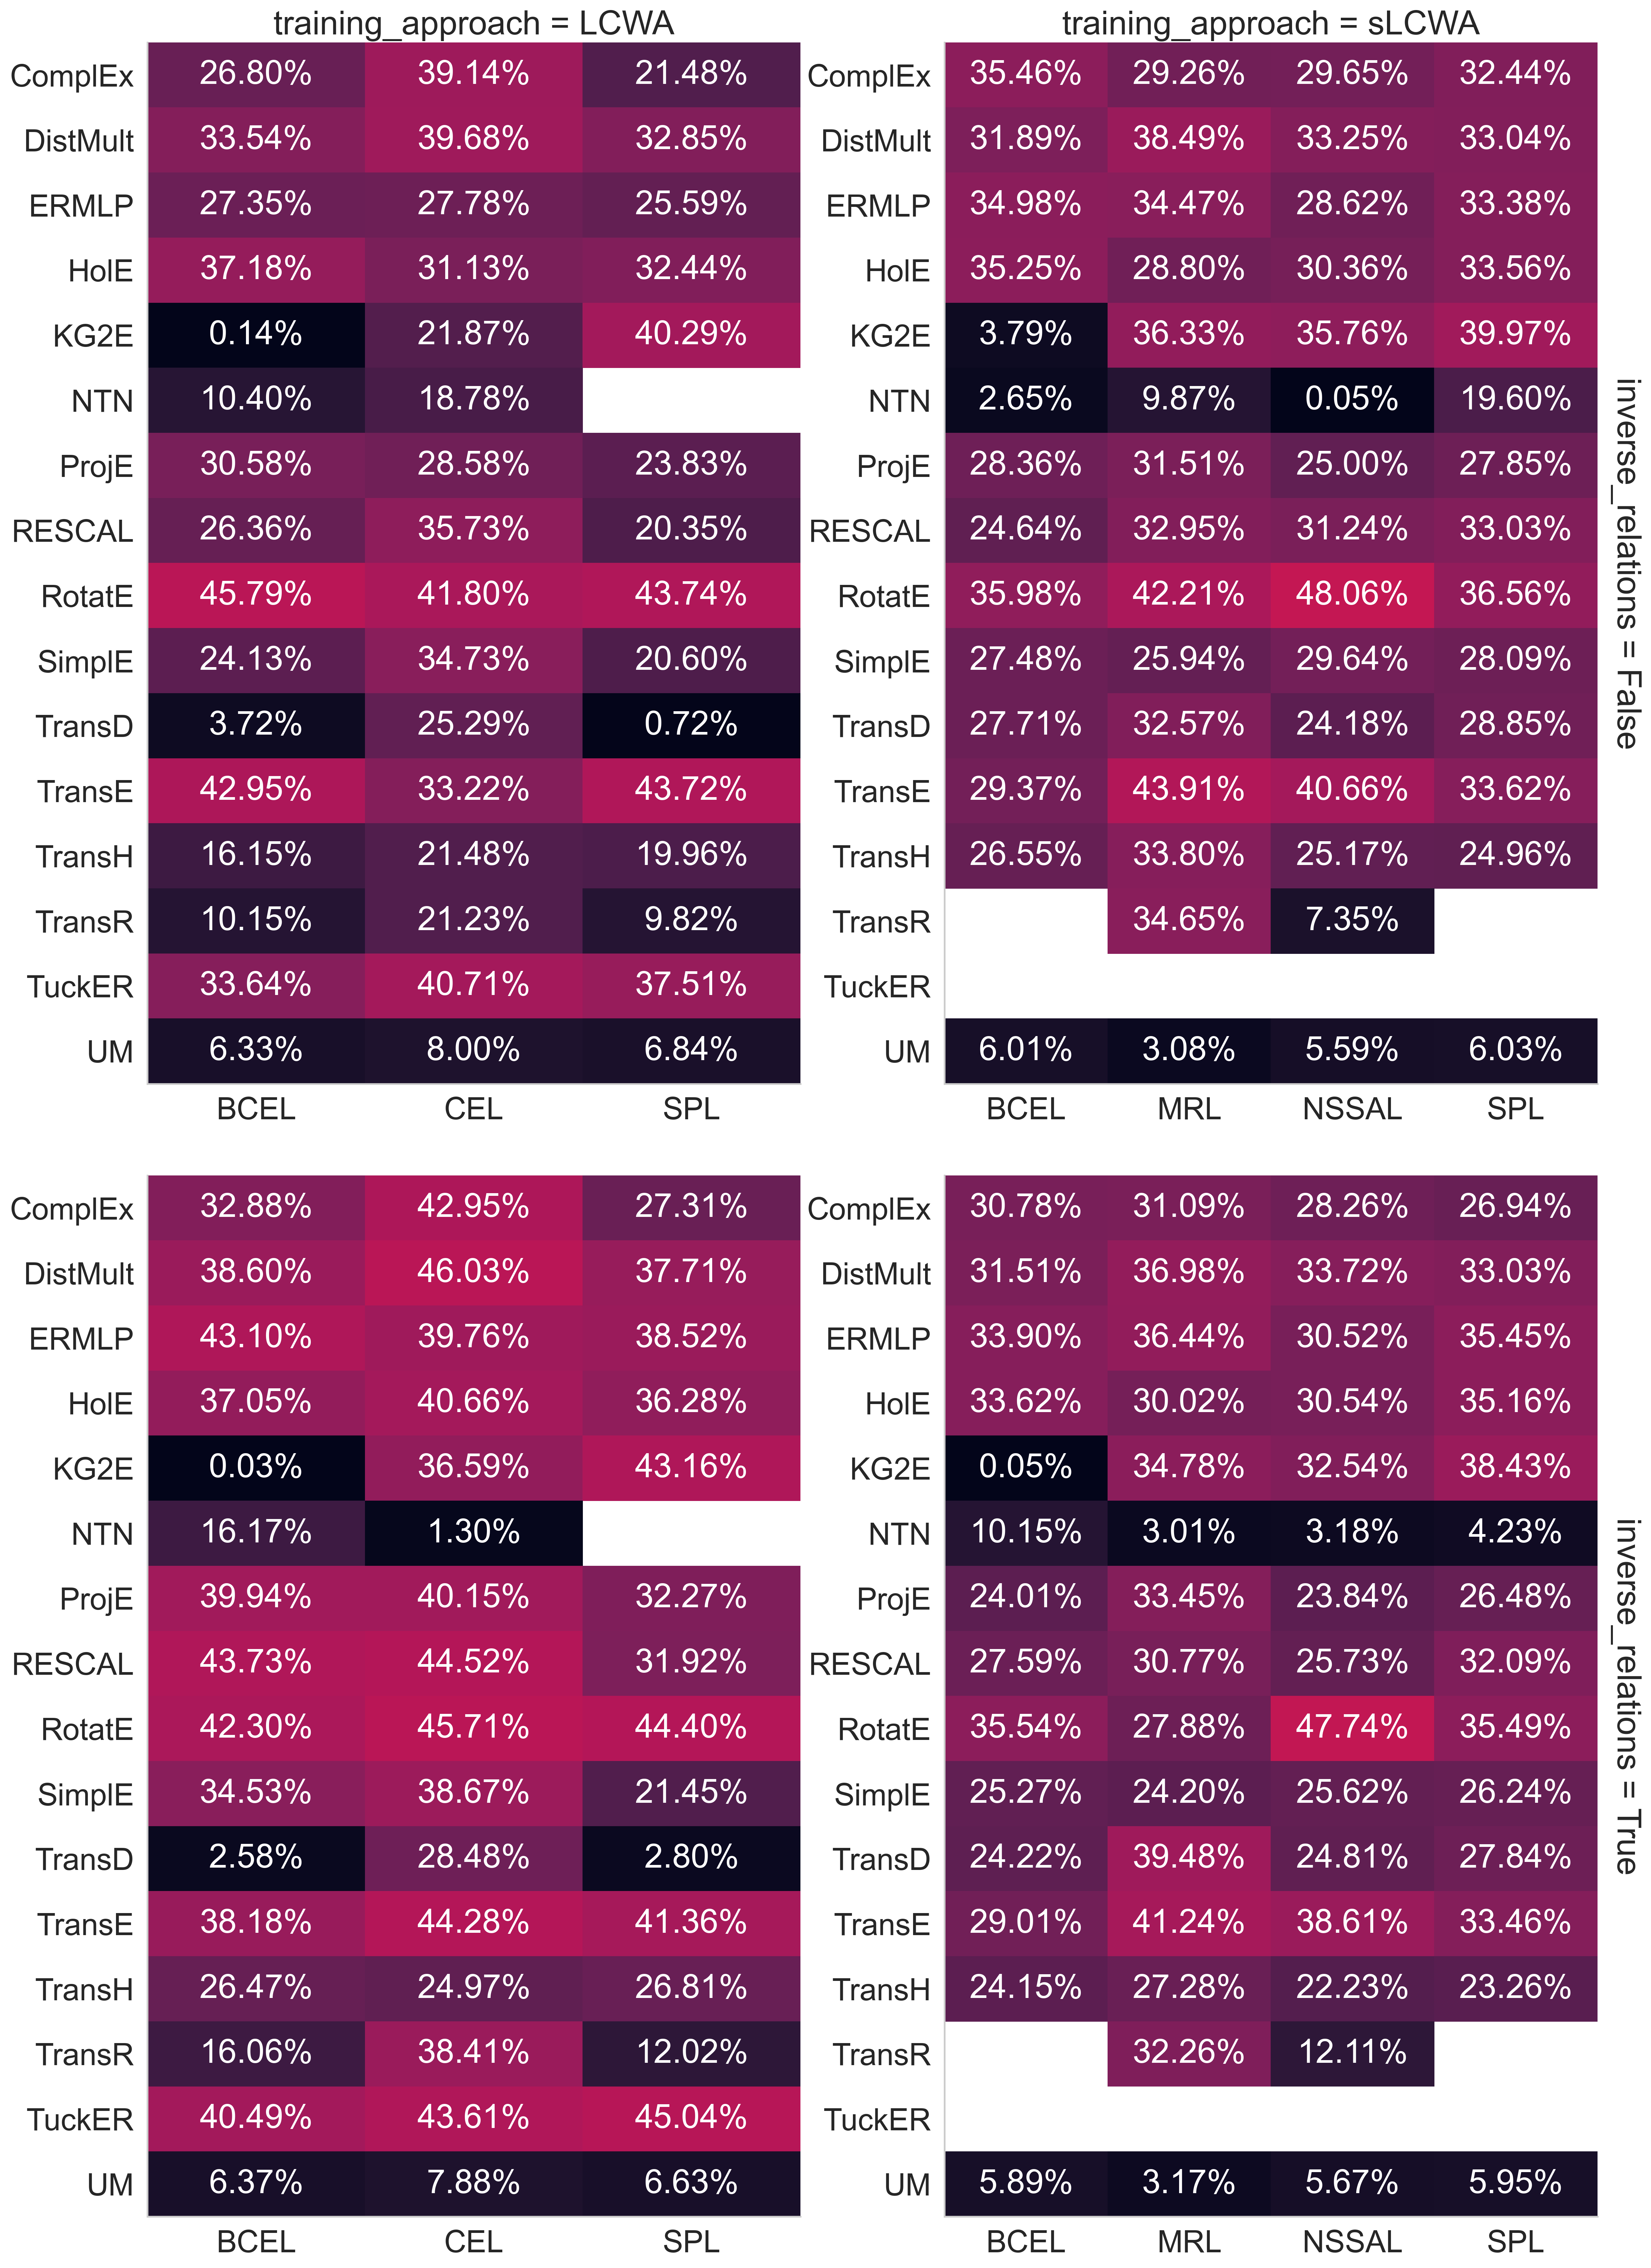 training_approach = LCWA training_approach = sLCWA
ComplEx 26.80% 39.14% 21.48% ComplEx 35.46% 29.26% 29.65% 32.44%
DistMult 33.54% 39.68% 32.85% DistMult 31.89% 38.49% 33.25% 33.04%
ERMLP 27.35% 27.78% 25.59% ERMLP 34.98% 34.47% 28.62% 33.38%
HolE 37.18% 31.13% 32.44% HolE 35.25% 28.80% 30.36% 33.56%
KG2E 0.14% 21.87% 40.29% KG2E 3.79% 36.33% 35.76% 39.97%
NTN 10.40% 18.78% NTN 2.65% 9.87% 0.05% 19.60%
ProjE 30.58% 28.58% 23.83% ProjE 28.36% 31.51% 25.00% 27.85%
RESCAL 26.36% 35.73% 20.35% RESCAL 24.64% 32.95% 31.24% 33.03%
RotatE 45.79% 41.80% 43.74% RotatE 35.98% 42.21% 48.06% 36.56%
SimplE 24.13% 34.73% 20.60% SimplE 27.48% 25.94% 29.64% 28.09%
TransD 3.72% 25.29% 0.72% TransD 27.71% 32.57% 24.18% 28.85%
TransE 42.95% 33.22% 43.72% TransE 29.37% 43.91% 40.66% 33.62%
TransH 16.15% 21.48% 19.96% TransH 26.55% 33.80% 25.17% 24.96%
TransR 10.15% 21.23% 9.82% TransR 34.65% 7.35%
TuckER 33.64% 40.71% 37.51% TuckER
UM 6.33% 8.00% 6.84% UM 6.01% 3.08% 5.59% 6.03%
BCEL CEL SPL BCEL MRL NSSAL SPL
inverse_relations = False
ComplEx 32.88% 42.95% 27.31% ComplEx 30.78% 31.09% 28.26% 26.94%
DistMult 38.60% 46.03% 37.71% DistMult 31.51% 36.98% 33.72% 33.03%
ERMLP 43.10% 39.76% 38.52% ERMLP 33.90% 36.44% 30.52% 35.45%
HolE 37.05% 40.66% 36.28% HolE 33.62% 30.02% 30.54% 35.16%
KG2E 0.03% 36.59% 43.16% KG2E 0.05% 34.78% 32.54% 38.43%
NTN 16.17% 1.30% NTN 10.15% 3.01% 3.18% 4.23%
ProjE 39.94% 40.15% 32.27% ProjE 24.01% 33.45% 23.84% 26.48%
RESCAL 43.73% 44.52% 31.92% RESCAL 27.59% 30.77% 25.73% 32.09%
RotatE 42.30% 45.71% 44.40% RotatE 35.54% 27.88% 47.74% 35.49%
SimplE 34.53% 38.67% 21.45% SimplE 25.27% 24.20% 25.62% 26.24%
TransD 2.58% 28.48% 2.80% TransD 24.22% 39.48% 24.81% 27.84%
TransE 38.18% 44.28% 41.36% TransE 29.01% 41.24% 38.61% 33.46%
TransH 26.47% 24.97% 26.81% TransH 24.15% 27.28% 22.23% 23.26%
TransR 16.06% 38.41% 12.02% TransR 32.26% 12.11%
TuckER 40.49% 43.61% 45.04% TuckER
UM 6.37% 7.88% 6.63% UM 5.89% 3.17% 5.67% 5.95%
BCEL CEL SPL BCEL MRL NSSAL SPL
inverse_relations = True